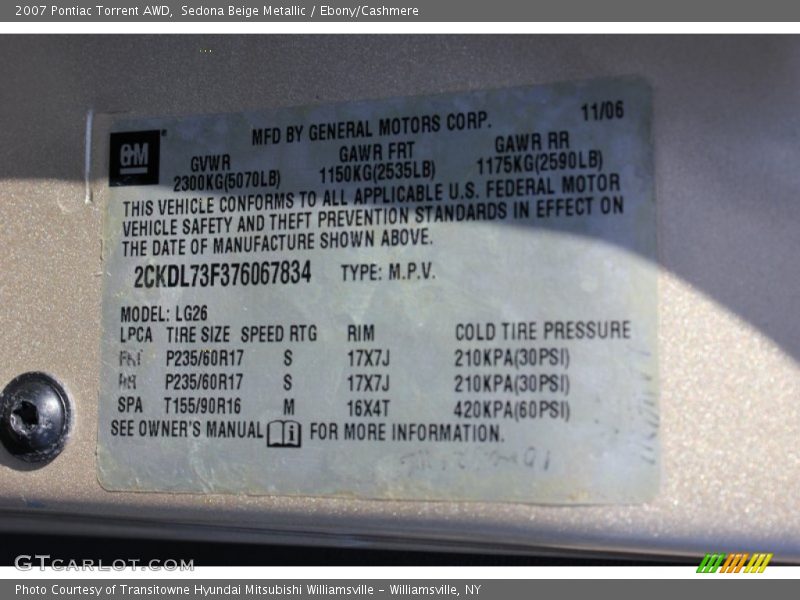 2007 Pontiac Torrent AWD,  Sedona Beige Metallic / Ebony/Cashmere
GM
MFD BY GENERAL MOTORS CORP.
11/06
GVWR GAWR FRT GAWR RR
2300KG(5070LB) 1150KG(2535LB) 1175KG(2590LB)
THIS VEHICLE CONFORMS TO ALL APPLICABLE U.S. FEDERAL MOTOR
VEHICLE SAFETY AND THEFT PREVENTION STANDARDS IN EFFECT ON
THE DATE OF MANUFACTURE SHOWN ABOVE.
2CKDL73F376067834 TYPE: M.P.V.
MODEL: LG26
LPCA TIRE SIZE SPEED RTG RIM COLD TIRE PRESSURE
FRT P235/60R17 S 17X7J 210KPA(30PSI)
RR P235/60R17 S 17X7J 210KPA(30PSI)
SPA T155/90R16 M 16X4T 420KPA(60PSI)
SEE OWNER'S MANUAL FOR MORE INFORMATION.
GTCARLOT.COM
Photo Courtesy of Transitowne Hyundai Mitsubishi Williamsville - Williamsville, NY